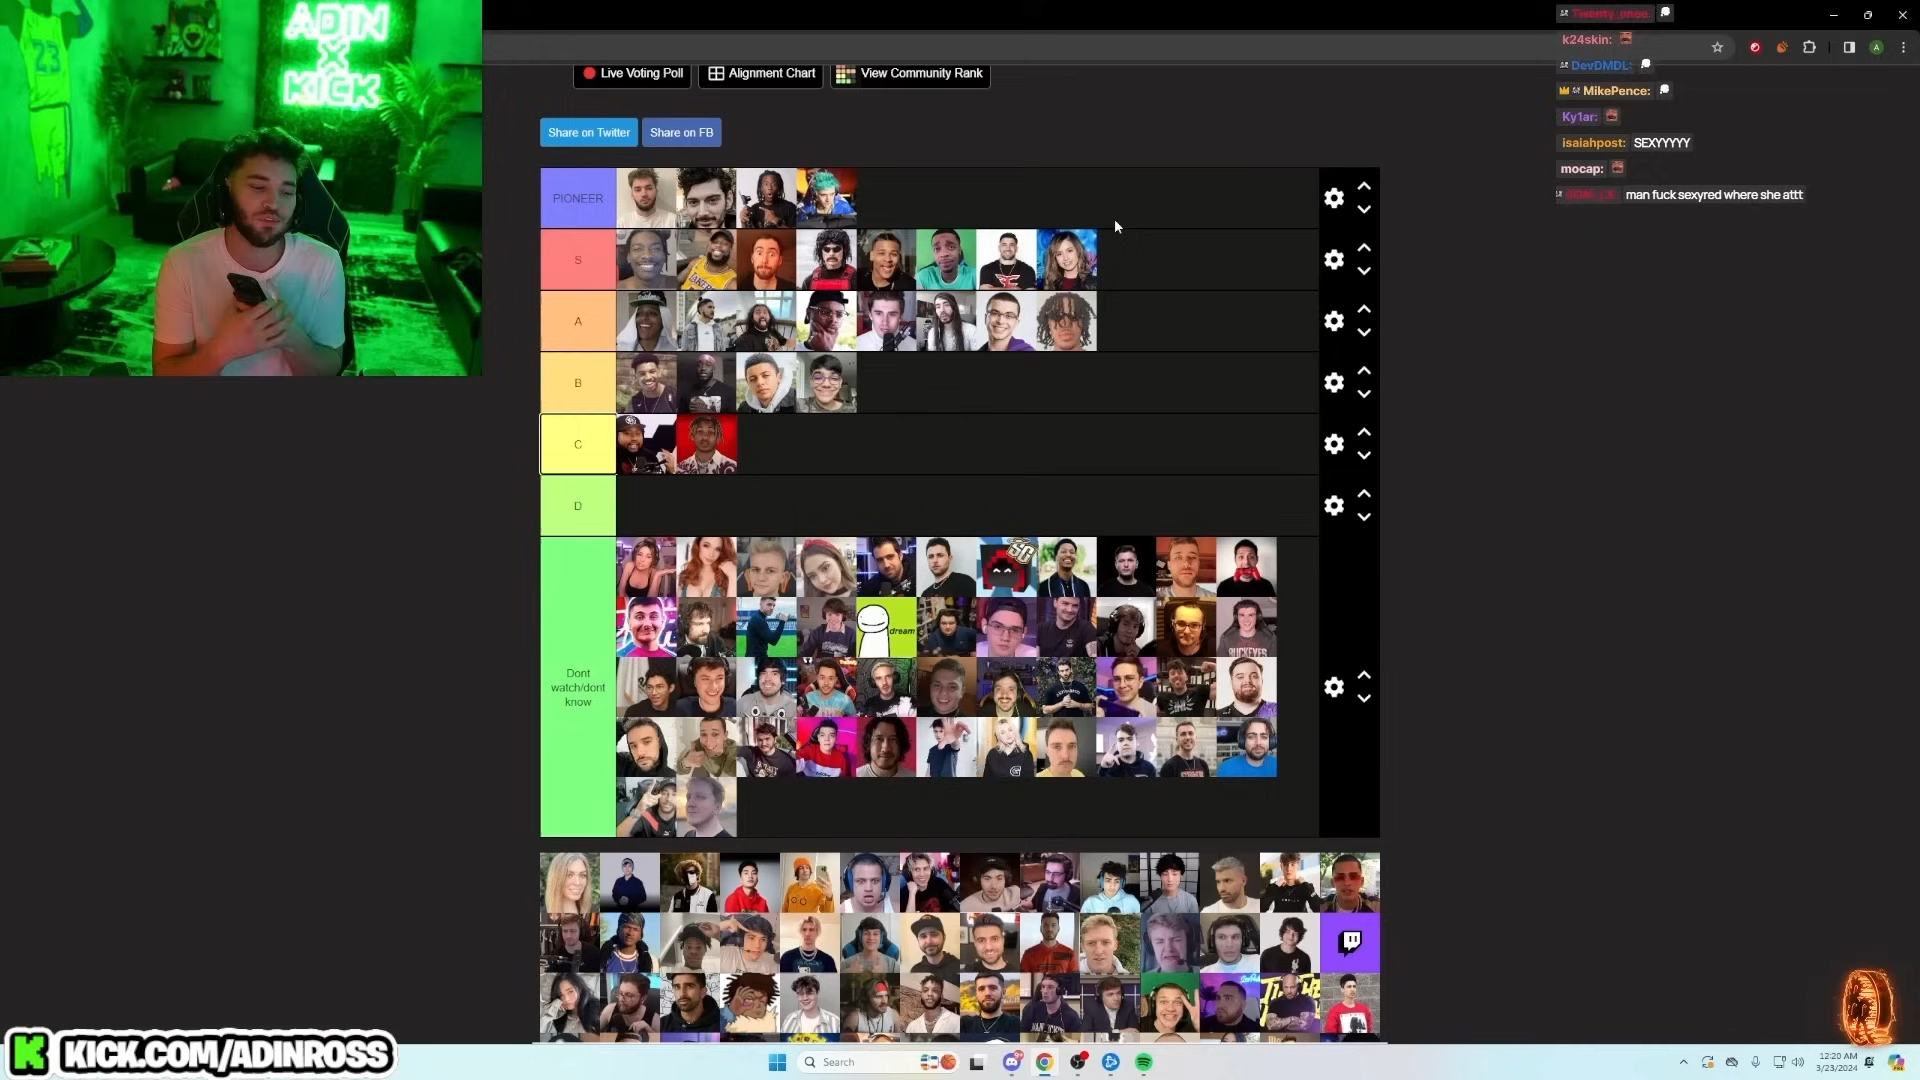 ADIN
X
KICK
23
Live Voting Poll
Alignment Chart
View Community Rank
Share on Twitter
Share on FB
PIONEER
S
A
B
C
D
dream
BUCKEYES
Dont
watch/dont
know
k24skin:
DevDMDL:
MikePence:
Ky1ar:
isaiahpost: SEXYYYYY
mocap:
man fuck sexyred where she attt
K KICK.COM/ADINROSS
Search
12:20 AM
3/23/2024